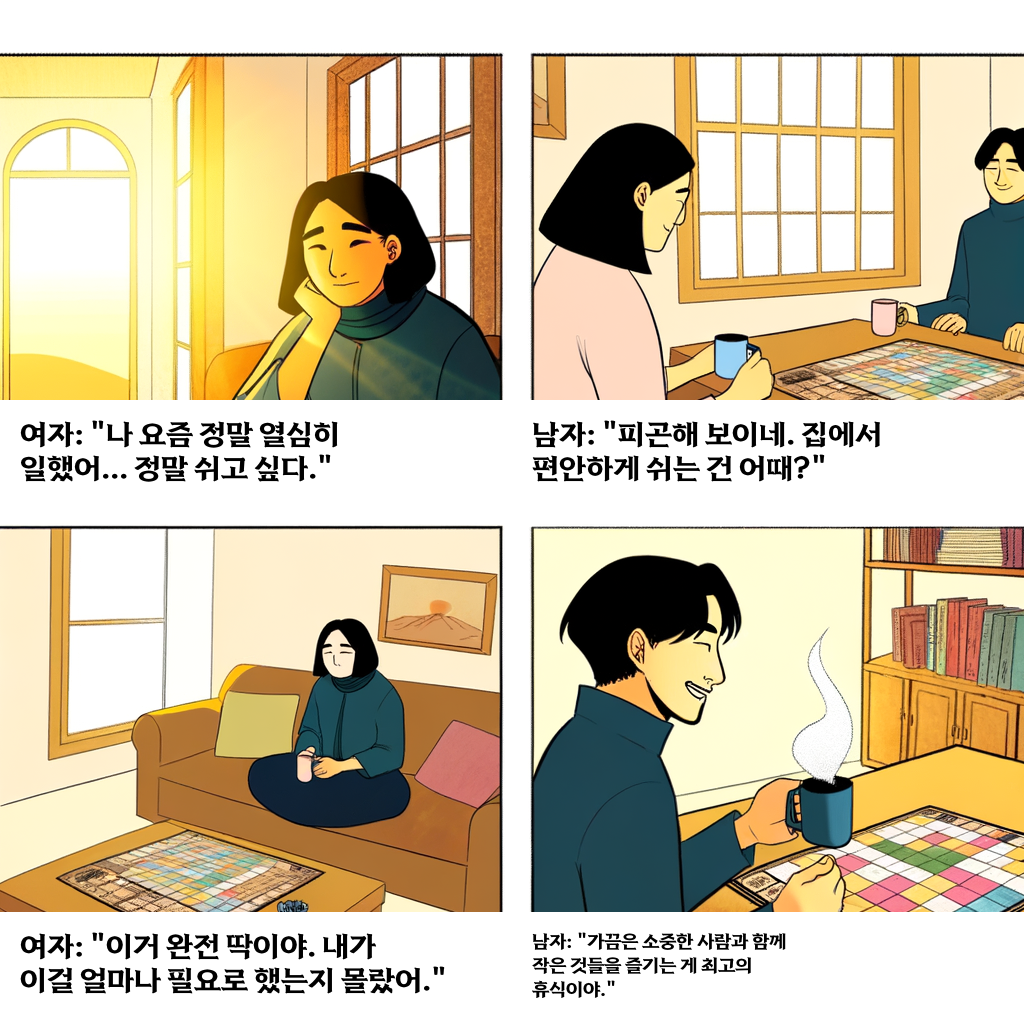 여자: "나 요즘 정말 열심히
일했어... 정말 쉬고 싶다."
남자: "피곤해 보이네. 집에서
편안하게 쉬는 건 어때?"
여자: "이거 완전 딱이야. 내가
이걸 얼마나 필요로 했는지 몰랐어."
남자: "가끔은 소중한 사람과 함께
작은 것들을 즐기는 게 최고의
휴식이야."